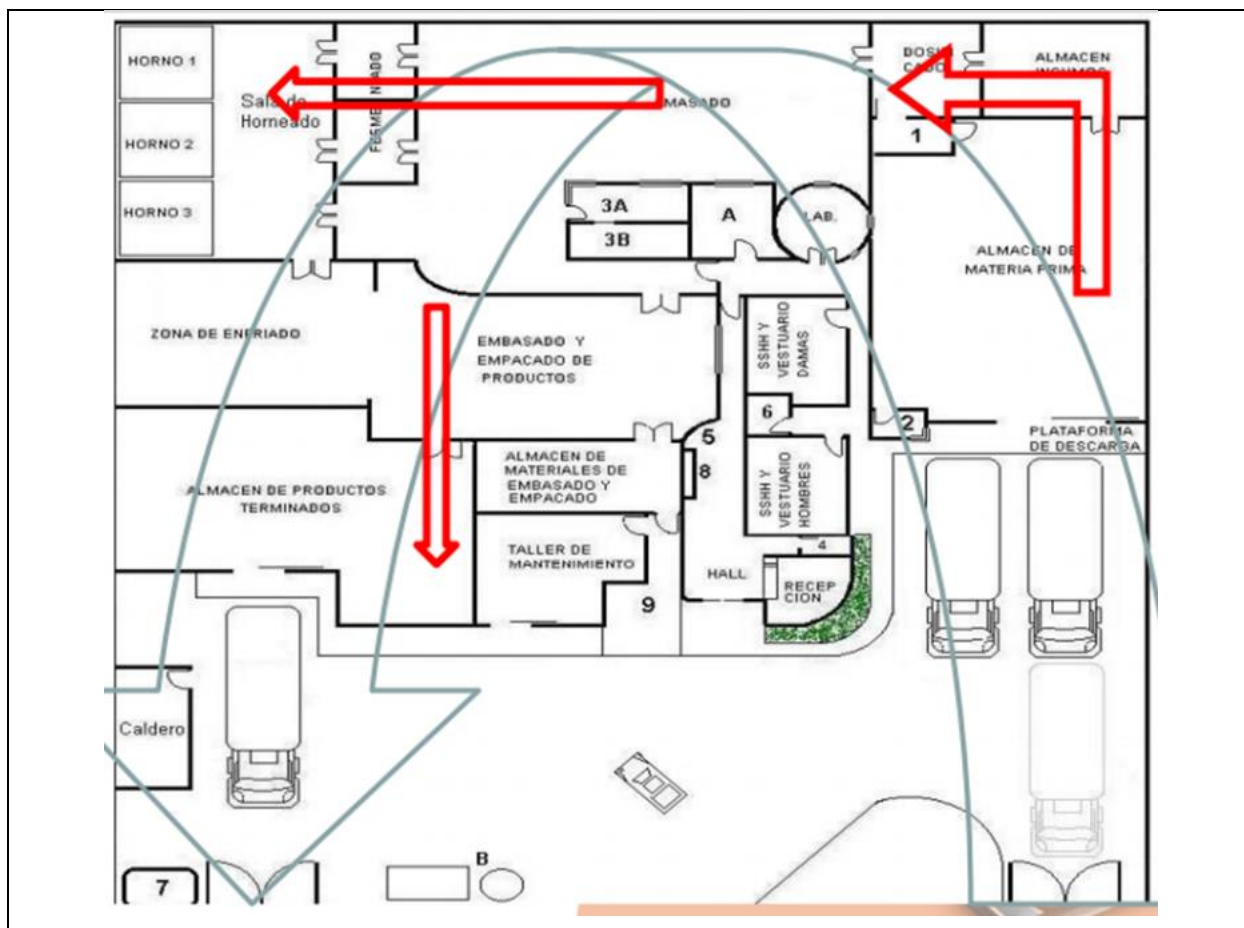 HORNO 1
Sala de
Horneado
HORNO 2
HORNO 3
MASADO
ALMACEN
1
3A
3B
A
LAB.
ALMACEN DE
MATERIA PRIMA
ZONA DE ENFRIADO
EMBASADO Y
EMPACADO DE
PRODUCTOS
SSHH Y
VESTUARIO
DAMAS
6
5
8
2
PLATAFORMA
DE DESCARGA
ALMACEN DE PRODUCTOS
TERMINADOS
ALMACEN DE
MATERIALES DE
EMBASADO Y
EMPACADO
SSHH Y
VESTUARIO
HOMBRES
4
TALLER DE
MANTENIMIENTO
HALL
RECEP
CION
9
Caldero
7
B